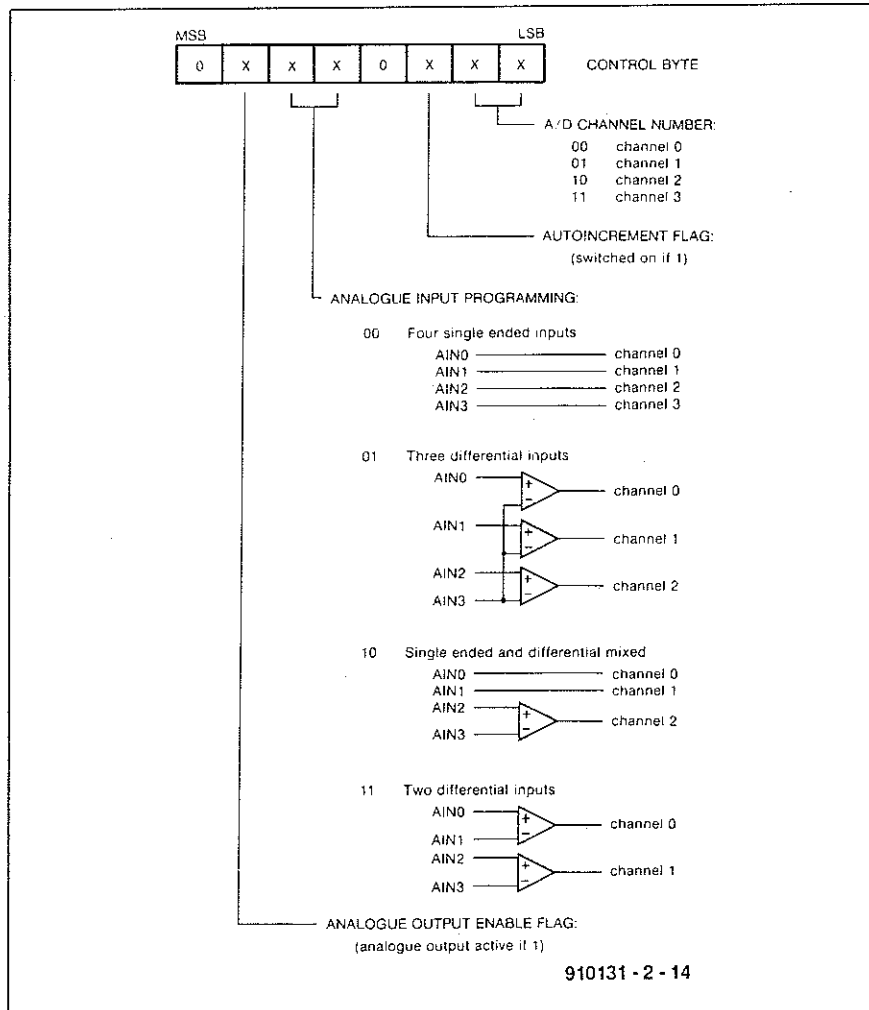 MSB LSB
0 X X X 0 X X X CONTROL BYTE
A/D CHANNEL NUMBER:
00 channel 0
01 channel 1
10 channel 2
11 channel 3
AUTOINCREMENT FLAG:
(switched on if 1)
ANALOGUE INPUT PROGRAMMING:
00 Four single ended inputs
AIN0 channel 0
AIN1 channel 1
AIN2 channel 2
AIN3 channel 3
01 Three differential inputs
AIN0 + − channel 0
AIN1 + − channel 1
AIN2 + − channel 2
AIN3
10 Single ended and differential mixed
AIN0 channel 0
AIN1 channel 1
AIN2 + − channel 2
AIN3
11 Two differential inputs
AIN0 + − channel 0
AIN1
AIN2 + − channel 1
AIN3
ANALOGUE OUTPUT ENABLE FLAG:
(analogue output active if 1)
910131 - 2 - 14